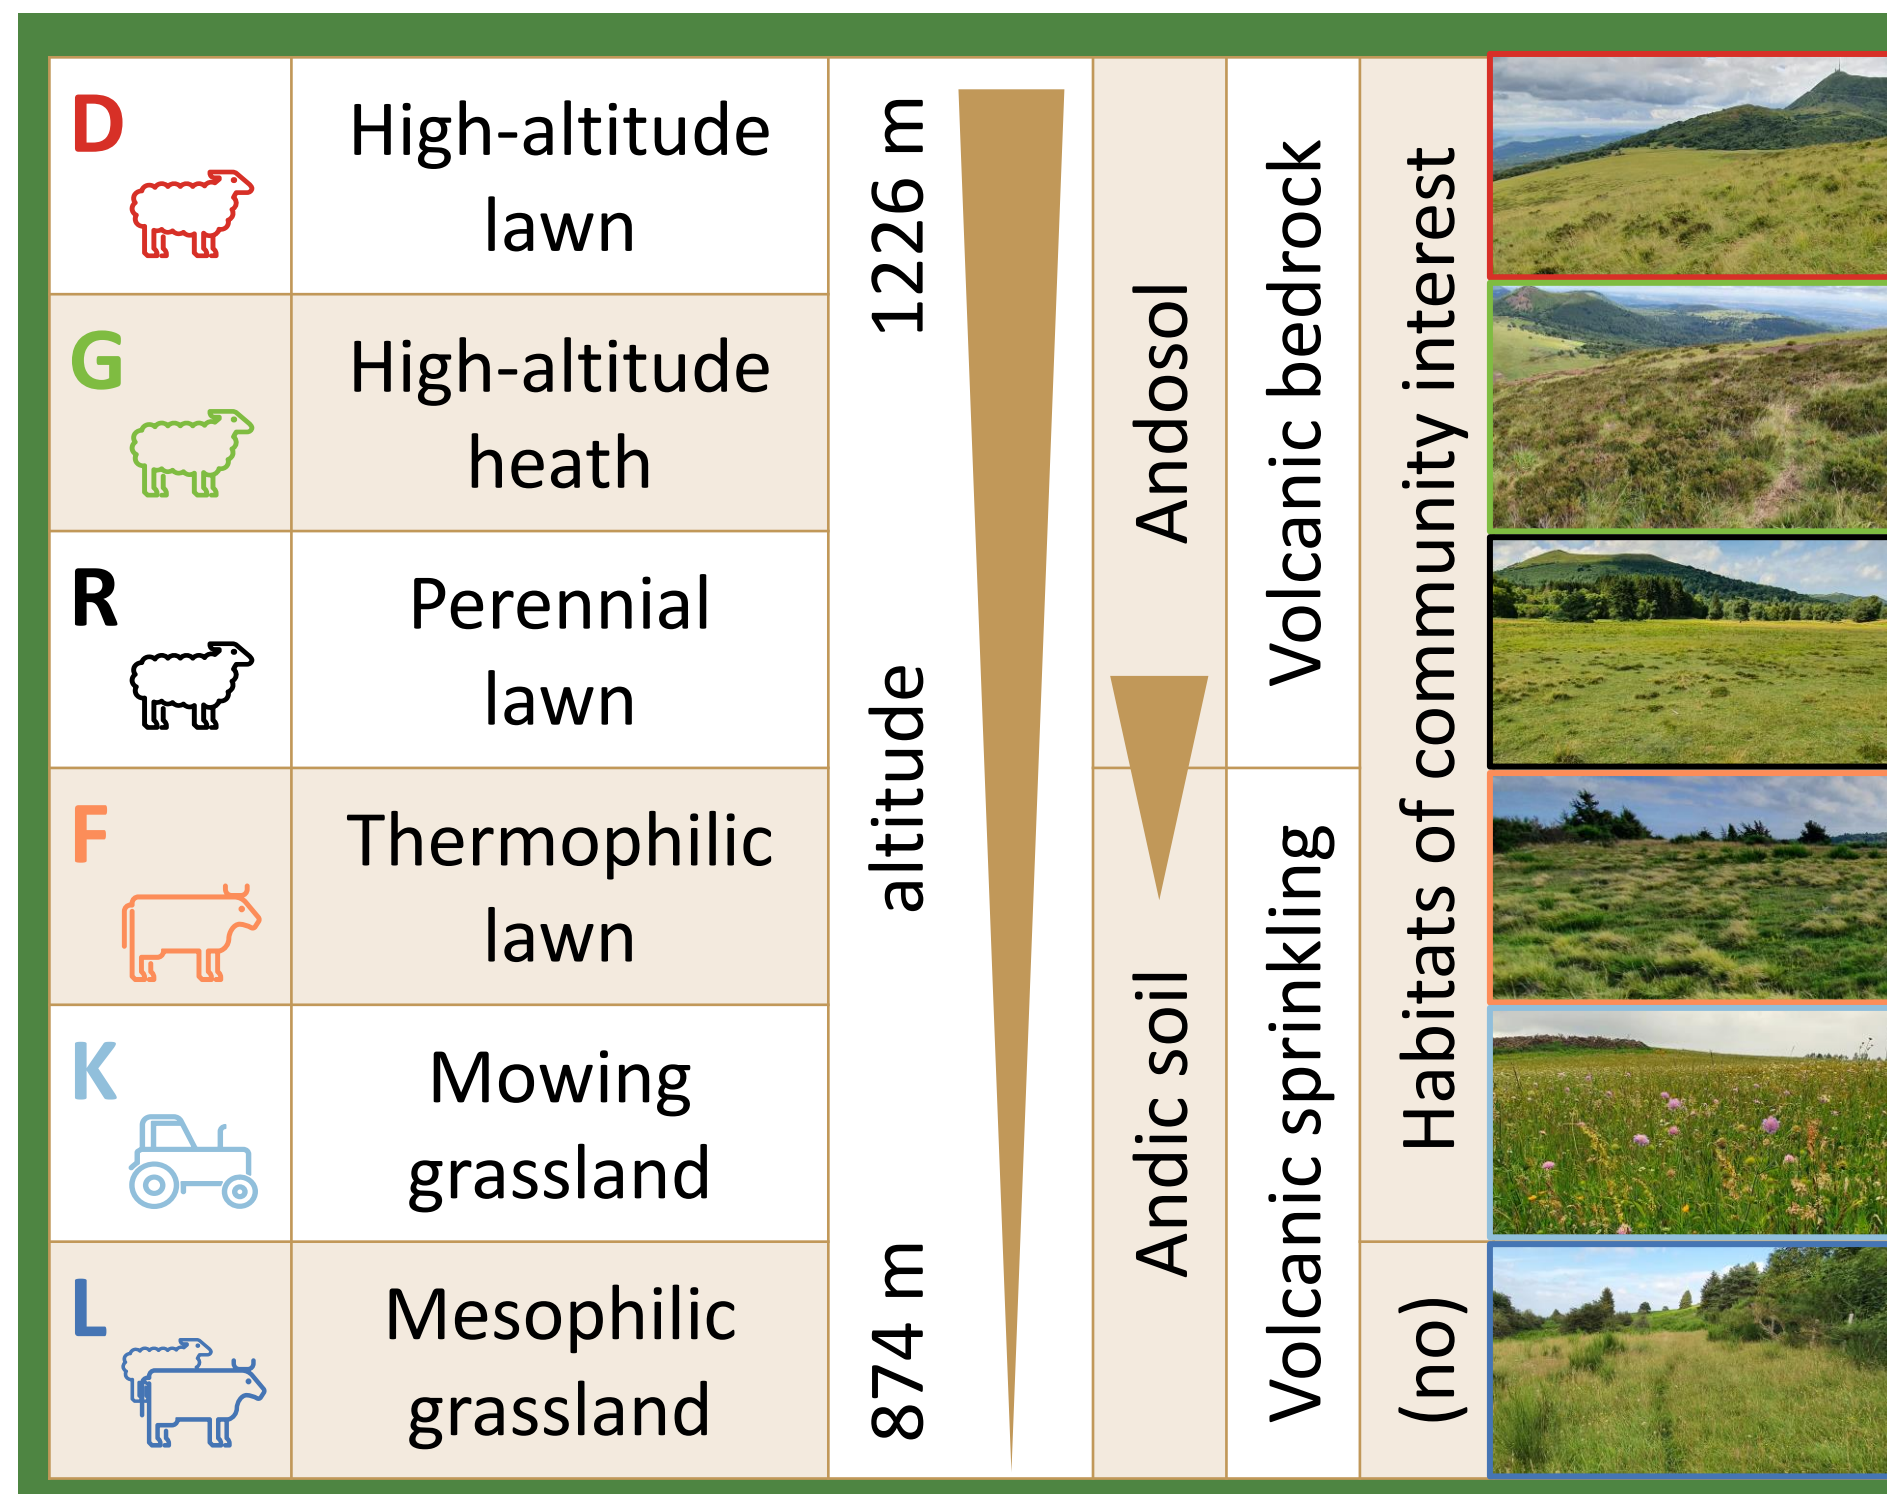 D
High-altitude
lawn
G
High-altitude
heath
R
Perennial
lawn
F
Thermophilic
lawn
K
Mowing
grassland
L
Mesophilic
grassland
1226 m
altitude
874 m
Andosol
Andic soil
Volcanic bedrock
Volcanic sprinkling
Habitats of community interest
(no)